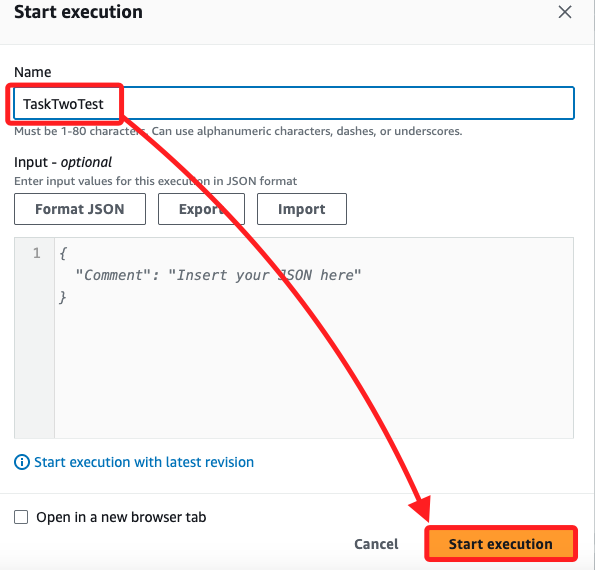 Start execution
Name
TaskTwoTest
Must be 1-80 characters. Can use alphanumeric characters, dashes, or underscores.
Input - optional
Enter input values for this execution in JSON format
Format JSON Export Import
1 {
"Comment": "Insert your JSON here"
}
Start execution with latest revision
Open in a new browser tab
Cancel Start execution